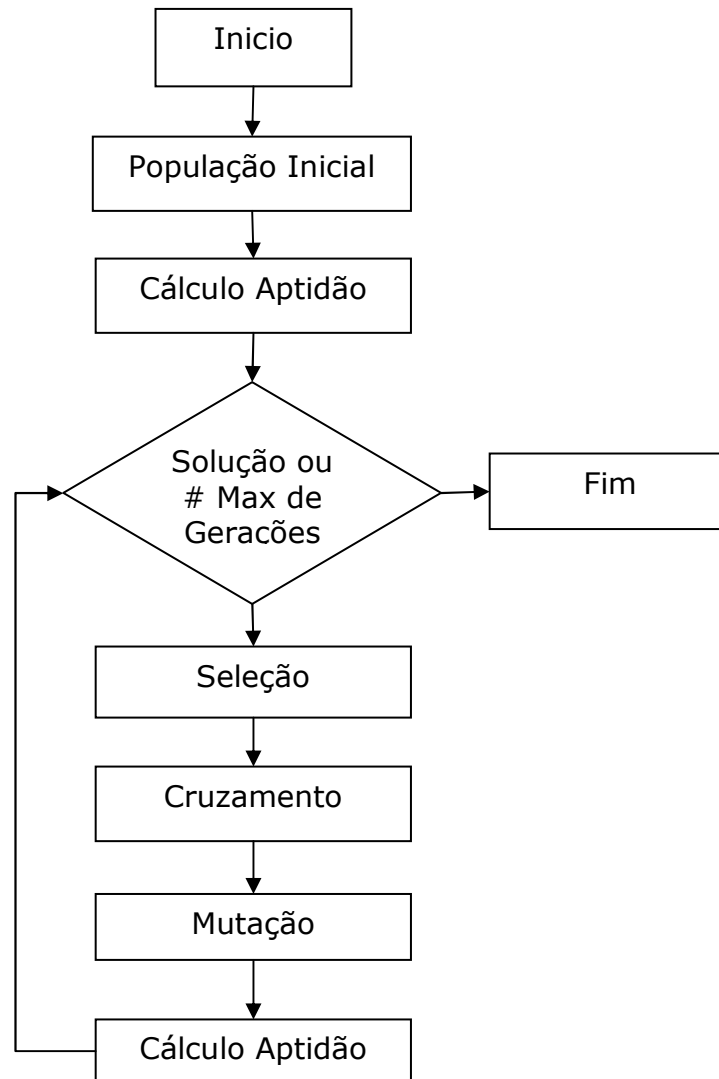 Inicio
População Inicial
Cálculo Aptidão
Solução ou
# Max de
Geracões
Fim
Seleção
Cruzamento
Mutação
Cálculo Aptidão